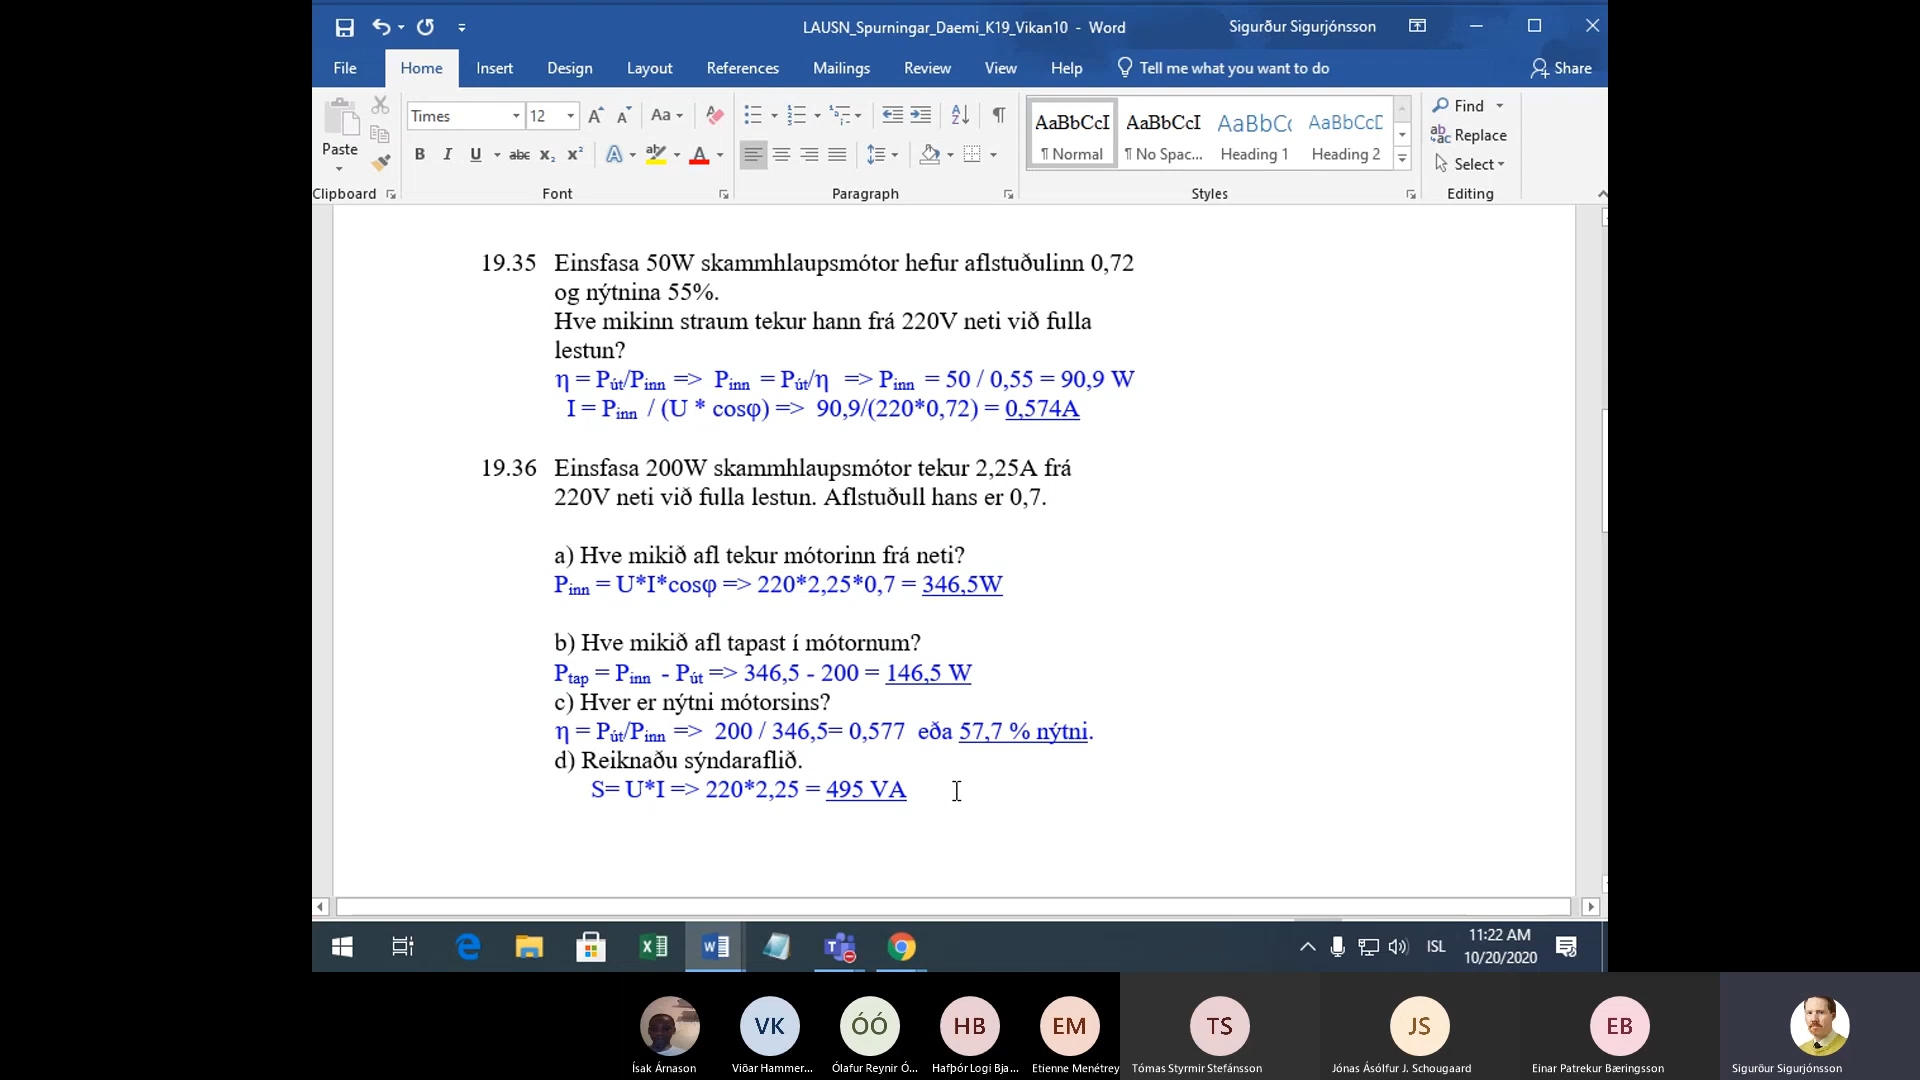 LAUSN_Spurningar_Daemi_K19_Vikan10 - Word
Sigurður Sigurjónsson
File Home Insert Design Layout References Mailings Review View Help Tell me what you want to do Share
Times 12 Aa
Paste
B I U abc x₂ x² A ab A
AaBbCcI AaBbCcI AaBbC AaBbCcD
¶ Normal ¶ No Spac... Heading 1 Heading 2
Find
Replace
Select
Clipboard Font Paragraph Styles Editing
19.35 Einsfasa 50W skammhlaupsmótor hefur aflstuðulinn 0,72
og nýtnina 55%.
Hve mikinn straum tekur hann frá 220V neti við fulla
lestun?
η = Pút/Pinn => Pinn = Pút/η => Pinn = 50 / 0,55 = 90,9 W
I = Pinn / (U * cosφ) => 90,9/(220*0,72) = 0,574A
19.36 Einsfasa 200W skammhlaupsmótor tekur 2,25A frá
220V neti við fulla lestun. Aflstuðull hans er 0,7.
a) Hve mikið afl tekur mótorinn frá neti?
Pinn = U*I*cosφ => 220*2,25*0,7 = 346,5W
b) Hve mikið afl tapast í mótornum?
Ptap = Pinn - Pút => 346,5 - 200 = 146,5 W
c) Hver er nýtni mótorsins?
η = Pút/Pinn => 200 / 346,5= 0,577 eða 57,7 % nýtni.
d) Reiknaðu sýndaraflið.
S= U*I => 220*2,25 = 495 VA
ISL
11:22 AM
10/20/2020
VK ÓÓ HB EM TS JS EB
Ísak Árnason Viðar Hammer... Ólafur Reynir Ó... Hafþór Logi Bja... Etienne Menétrey Tómas Styrmir Stefánsson Jónas Ásólfur J. Schougaard Einar Patrekur Bæringsson Sigurður Sigurjónsson